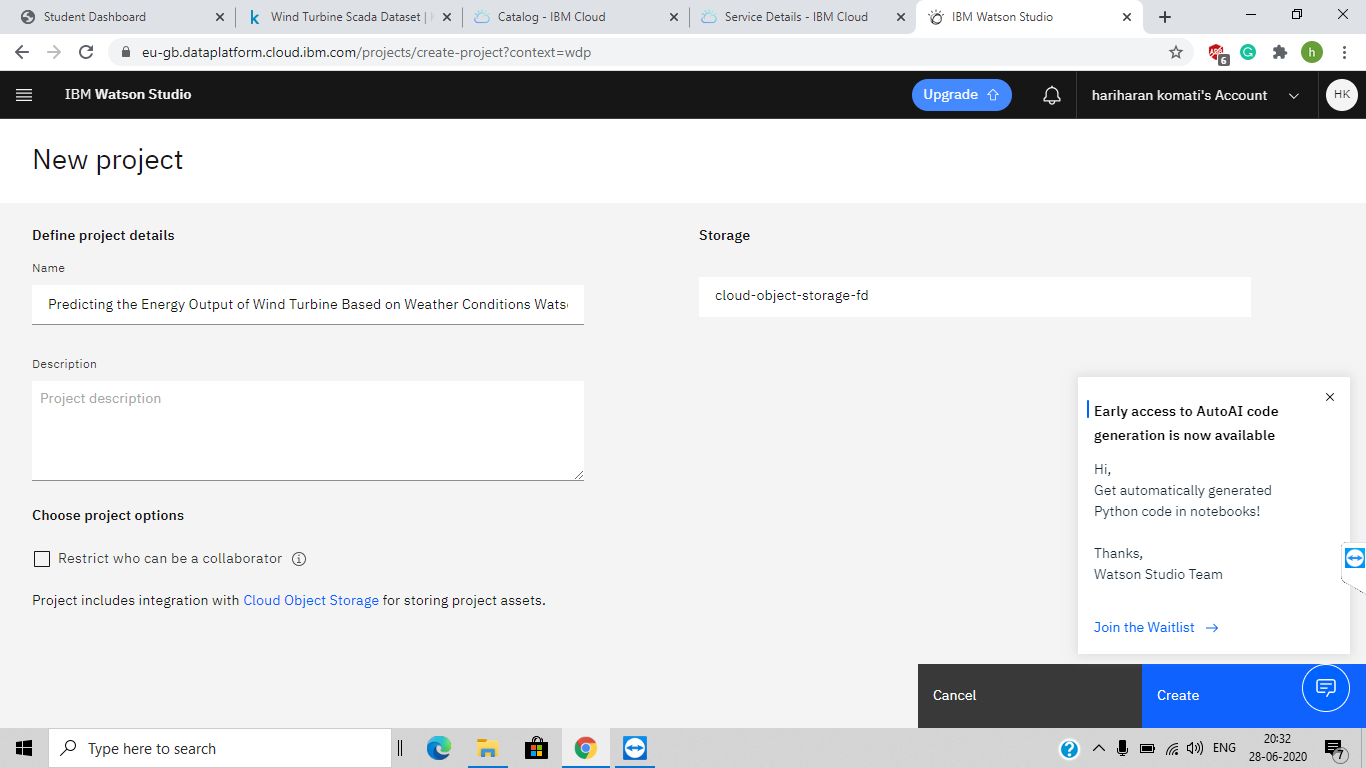 Student Dashboard
Wind Turbine Scada Dataset |
Catalog - IBM Cloud
Service Details - IBM Cloud
IBM Watson Studio
eu-gb.dataplatform.cloud.ibm.com/projects/create-project?context=wdp
6
h
IBM Watson Studio
Upgrade
hariharan komati's Account
HK
New project
Define project details
Storage
Name
Predicting the Energy Output of Wind Turbine Based on Weather Conditions Wats
cloud-object-storage-fd
Description
Project description
Early access to AutoAI code
generation is now available
Hi,
Get automatically generated
Python code in notebooks!
Thanks,
Watson Studio Team
Join the Waitlist
Choose project options
Restrict who can be a collaborator
Project includes integration with Cloud Object Storage for storing project assets.
Cancel
Create
Type here to search
ENG
20:32
28-06-2020
7